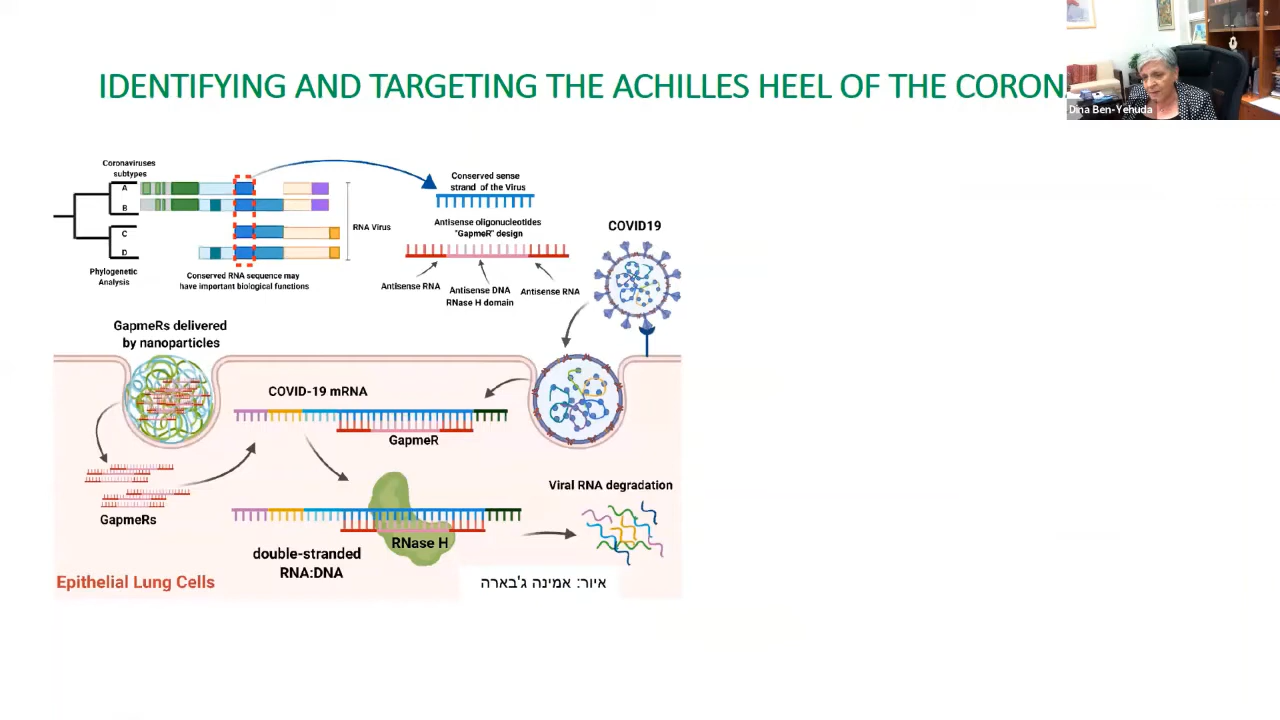 IDENTIFYING AND TARGETING THE ACHILLES HEEL OF THE CORON
Dina Ben-Yehuda
Coronaviruses
subtypes
A
B
C
D
Phylogenetic
Analysis
RNA Virus
Conserved RNA sequence may
have important biological functions
Conserved sense
strand of the Virus
Antisense oligonucleotides
"GapmeR" design
Antisense RNA
Antisense DNA
RNase H domain
Antisense RNA
COVID19
GapmeRs delivered
by nanoparticles
COVID-19 mRNA
GapmeR
GapmeRs
RNase H
double-stranded
RNA:DNA
Viral RNA degradation
Epithelial Lung Cells
איור: אמינה ג'בארה